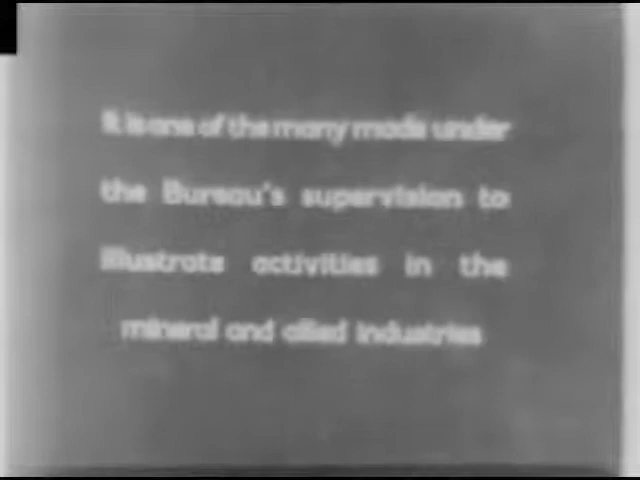 It is one of the many made under
the Bureau's supervision to
illustrate activities in the
mineral and allied industries